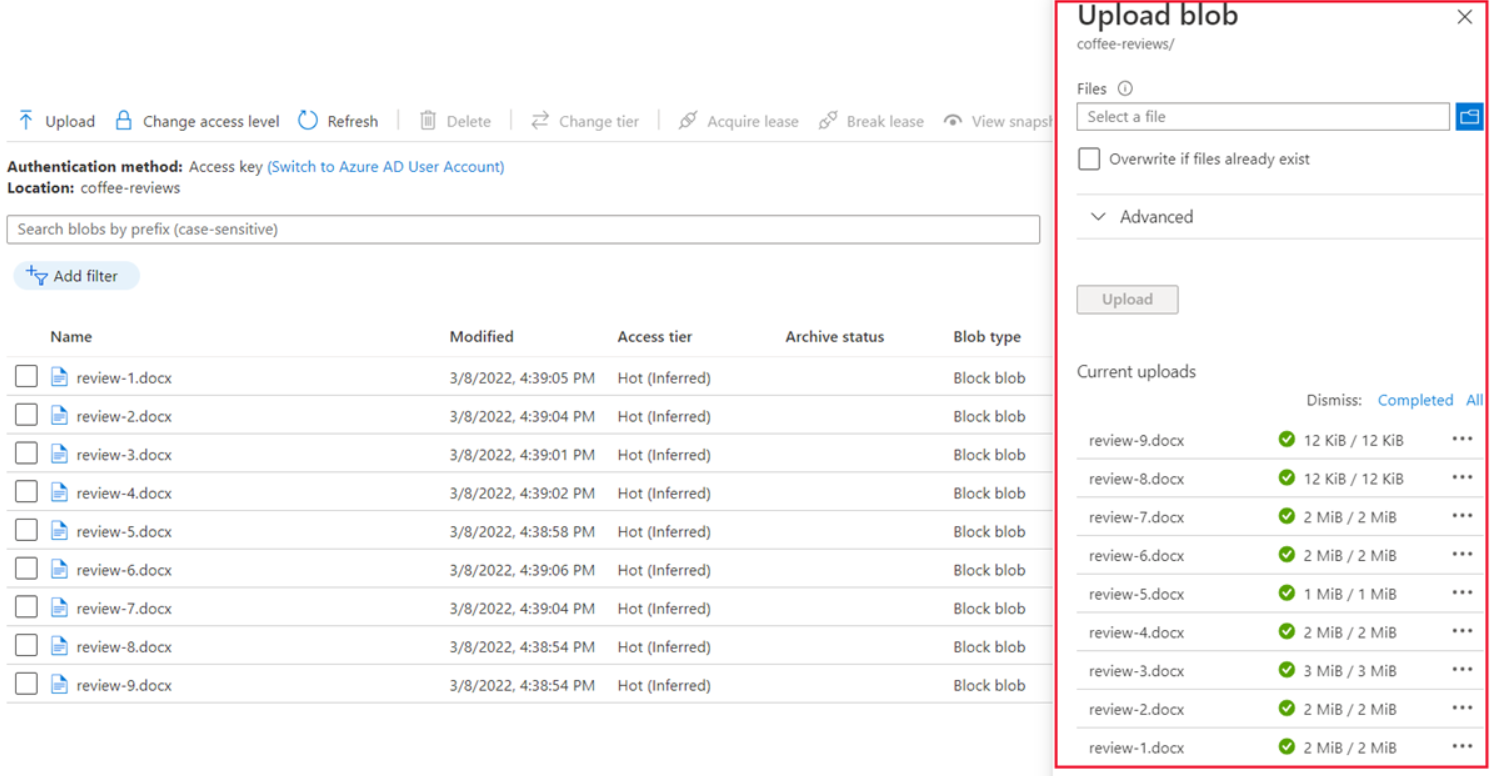 Upload blob
coffee-reviews/
Files
Select a file
Overwrite if files already exist
Advanced
Upload
Current uploads
Dismiss: Completed All
review-9.docx 12 KiB / 12 KiB
review-8.docx 12 KiB / 12 KiB
review-7.docx 2 MiB / 2 MiB
review-6.docx 2 MiB / 2 MiB
review-5.docx 1 MiB / 1 MiB
review-4.docx 2 MiB / 2 MiB
review-3.docx 3 MiB / 3 MiB
review-2.docx 2 MiB / 2 MiB
review-1.docx 2 MiB / 2 MiB
Upload Change access level Refresh Delete Change tier Acquire lease Break lease View snapsh
Authentication method: Access key (Switch to Azure AD User Account)
Location: coffee-reviews
Search blobs by prefix (case-sensitive)
Add filter
Name Modified Access tier Archive status Blob type
review-1.docx 3/8/2022, 4:39:05 PM Hot (Inferred) Block blob
review-2.docx 3/8/2022, 4:39:04 PM Hot (Inferred) Block blob
review-3.docx 3/8/2022, 4:39:01 PM Hot (Inferred) Block blob
review-4.docx 3/8/2022, 4:39:02 PM Hot (Inferred) Block blob
review-5.docx 3/8/2022, 4:38:58 PM Hot (Inferred) Block blob
review-6.docx 3/8/2022, 4:39:06 PM Hot (Inferred) Block blob
review-7.docx 3/8/2022, 4:39:04 PM Hot (Inferred) Block blob
review-8.docx 3/8/2022, 4:38:54 PM Hot (Inferred) Block blob
review-9.docx 3/8/2022, 4:38:54 PM Hot (Inferred) Block blob